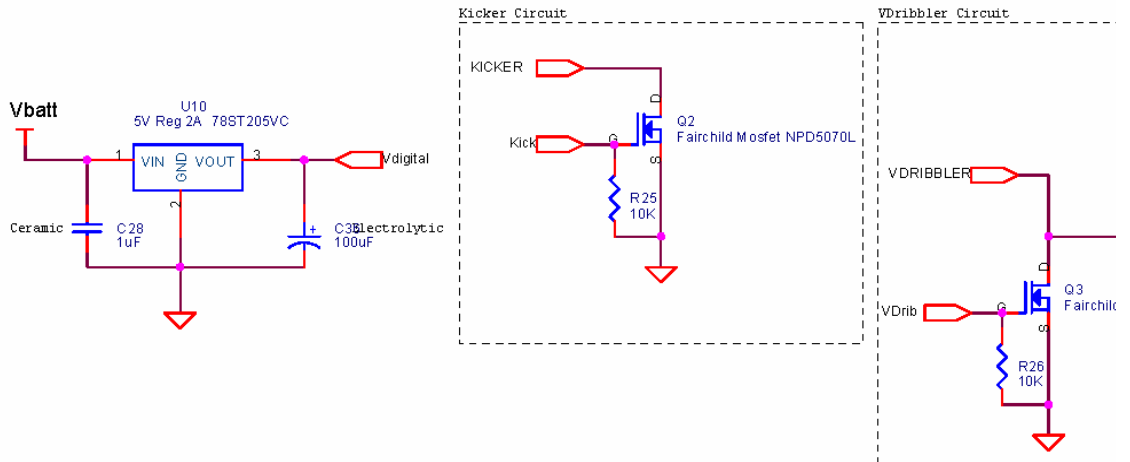 Kicker Circuit
VDribbler Circuit
KICKER
Vbatt
U10
5V Reg 2A 78ST205VC
1
VIN
GND
VOUT
3
Vdigital
2
Ceramic
C28
1uF
Electrolytic
100uF
D
Q2
Fairchild Mosfet NPD5070L
Kick
G
S
R25
10K
VDRIBBLER
D
Q3
Fairchild
VDrib
G
S
R26
10K